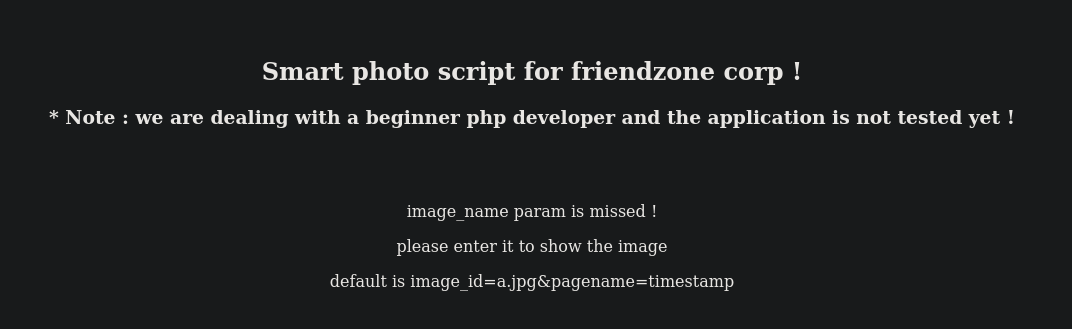 Smart photo script for friendzone corp !
* Note : we are dealing with a beginner php developer and the application is not tested yet !
image_name param is missed !
please enter it to show the image
default is image_id=a.jpg&pagename=timestamp